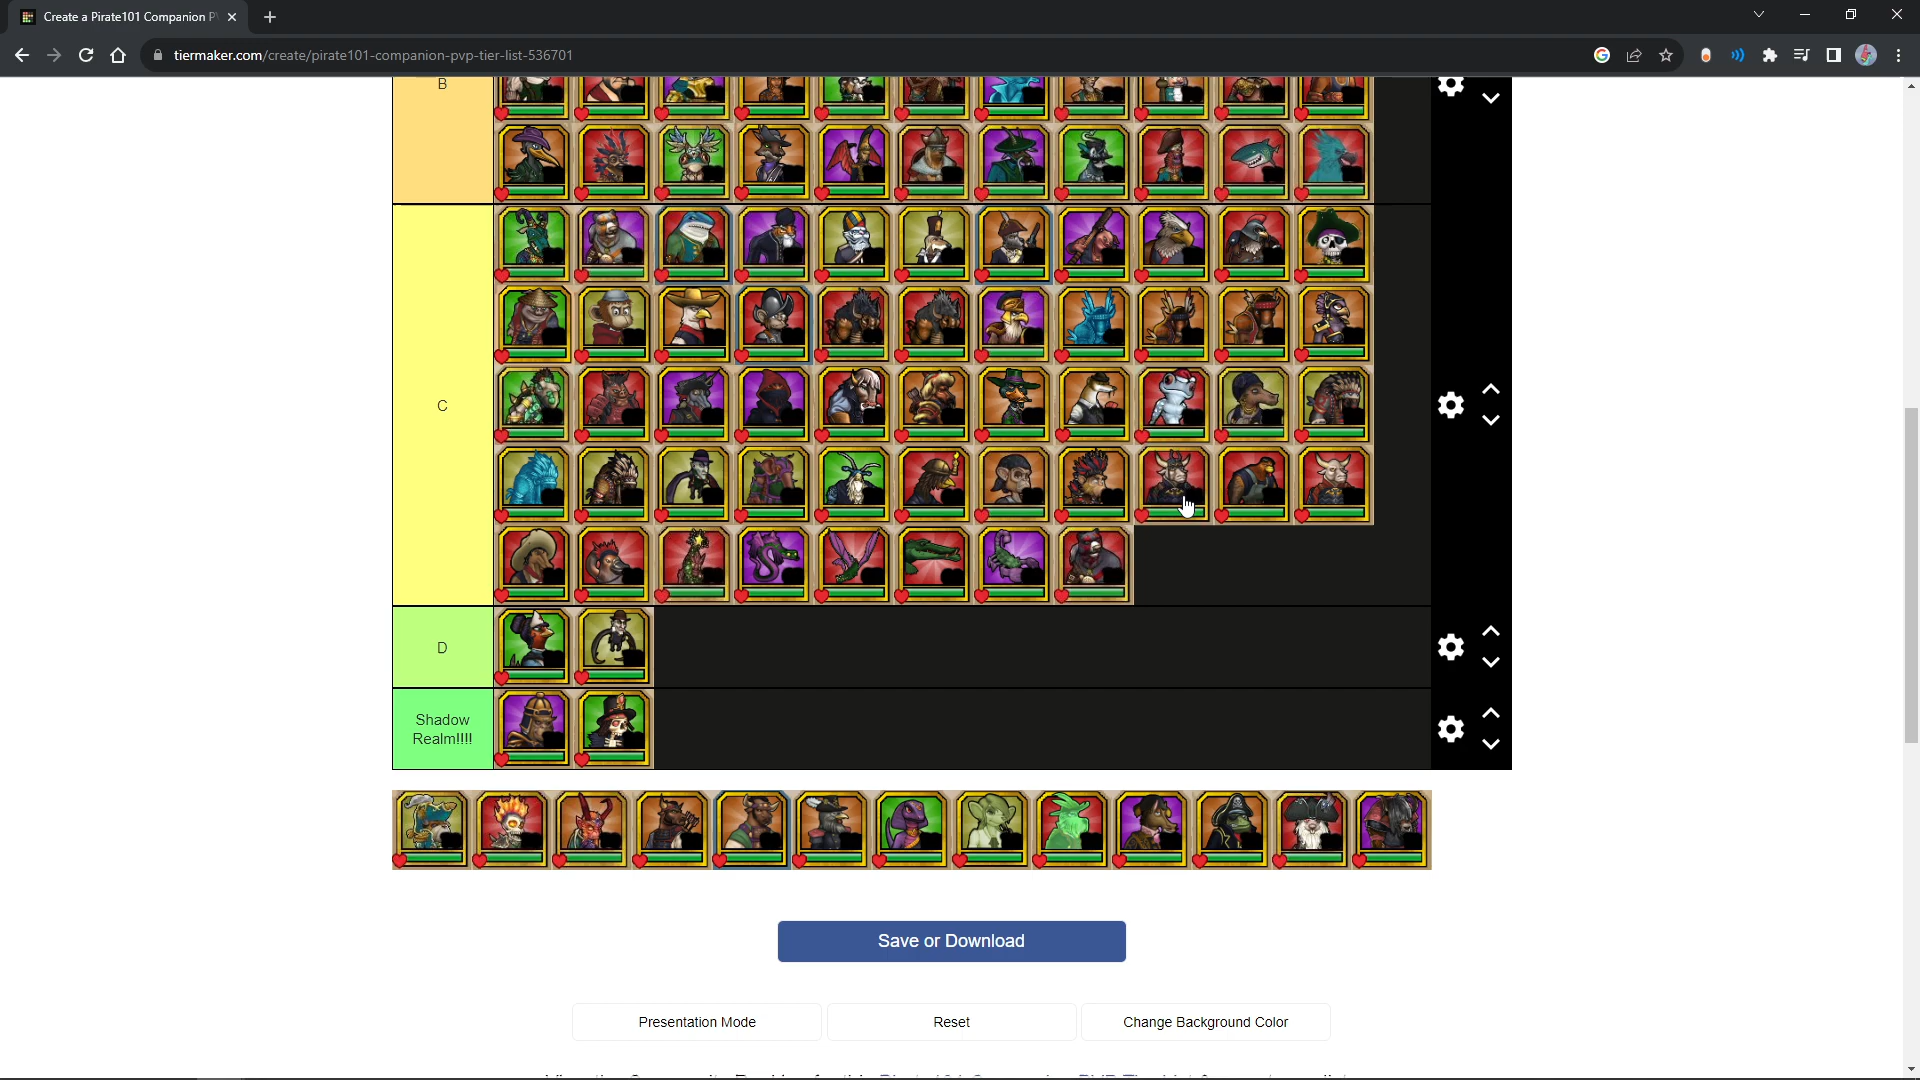 Create a Pirate101 Companion P
tiermaker.com/create/pirate101-companion-pvp-tier-list-536701
B
C
D
Shadow
Realm!!!!
Save or Download
Presentation Mode
Reset
Change Background Color